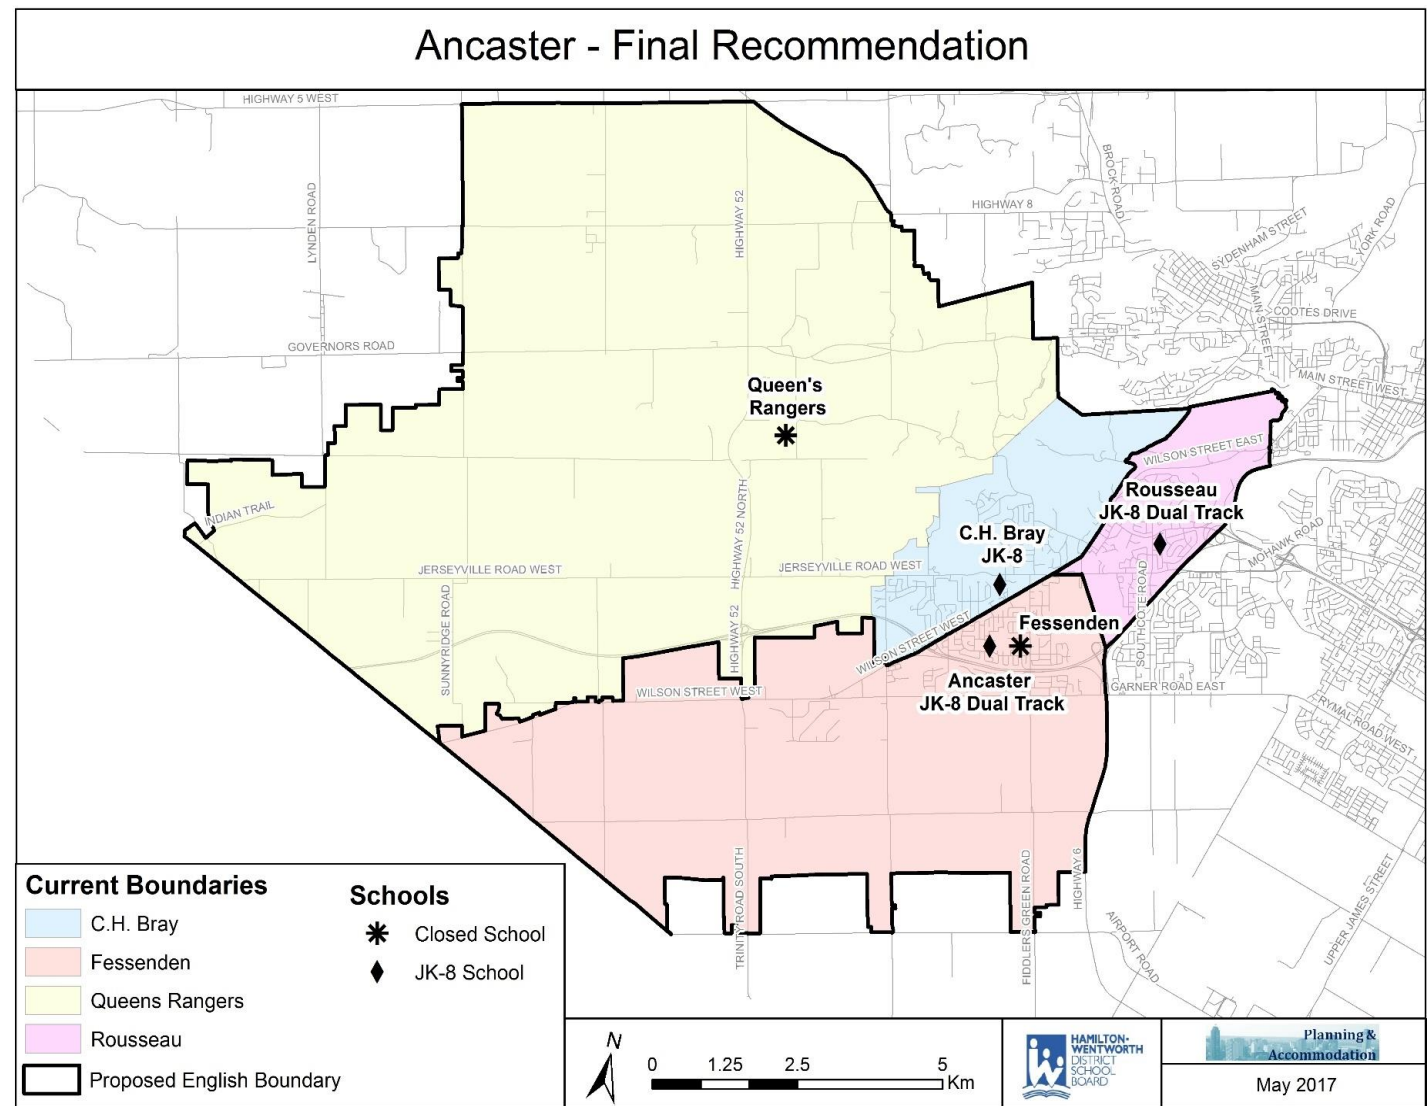 Ancaster - Final Recommendation
HIGHWAY 5 WEST
LYNDEN ROAD
HIGHWAY 52
BROCK ROAD
HIGHWAY 8
SYDENHAM STREET
YORK ROAD
MAIN STREET
COOTES DRIVE
GOVERNORS ROAD
MAIN STREET WEST
Queen's
Rangers
WILSON STREET EAST
Rousseau
JK-8 Dual Track
INDIAN TRAIL
HIGHWAY 52 NORTH
C.H. Bray
JK-8
MOHAWK ROAD
JERSEYVILLE ROAD WEST
JERSEYVILLE ROAD WEST
SUNNYRIDGE ROAD
HIGHWAY 52
WILSON STREET WEST
Fessenden
SOUTHCOTE ROAD
Ancaster
JK-8 Dual Track
WILSON STREET WEST
GARNER ROAD EAST
RYMAL ROAD WEST
TRINITY ROAD SOUTH
FIDDLERS GREEN ROAD
HIGHWAY 6
AIRPORT ROAD
UPPER JAMES STREET
Current Boundaries
C.H. Bray
Fessenden
Queens Rangers
Rousseau
Proposed English Boundary
Schools
Closed School
JK-8 School
N
0 1.25 2.5 5
Km
HAMILTON-
WENTWORTH
DISTRICT
SCHOOL
BOARD
Planning &
Accommodation
May 2017